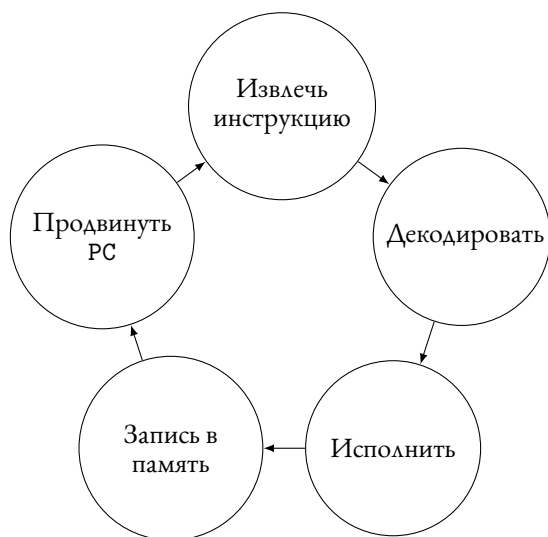 Извлечь
инструкцию
Декодировать
Исполнить
Запись в
память
Продвинуть
PC